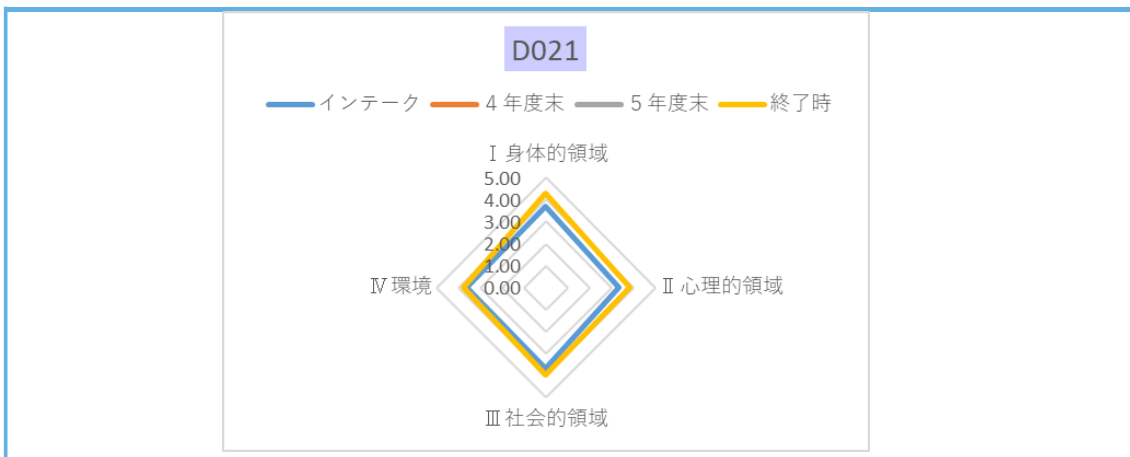 D021
インテーク 4年度末 5年度末 終了時
Ⅰ身体的領域
5.00
4.00
3.00
2.00
1.00
0.00
Ⅳ環境
Ⅱ心理的領域
Ⅲ社会的領域